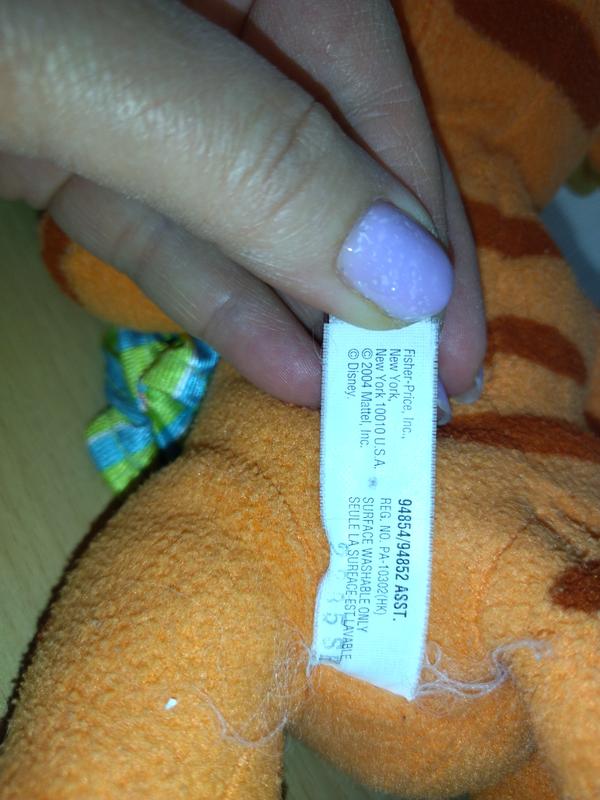 Fisher-Price, Inc.,
New York,
New York 10010 U.S.A.
© 2004 Mattel, Inc.
© Disney.
94854/94852 ASST.
REG. NO. PA-10302(HK)
SURFACE WASHABLE ONLY
SEULE LA SURFACE EST LAVABLE